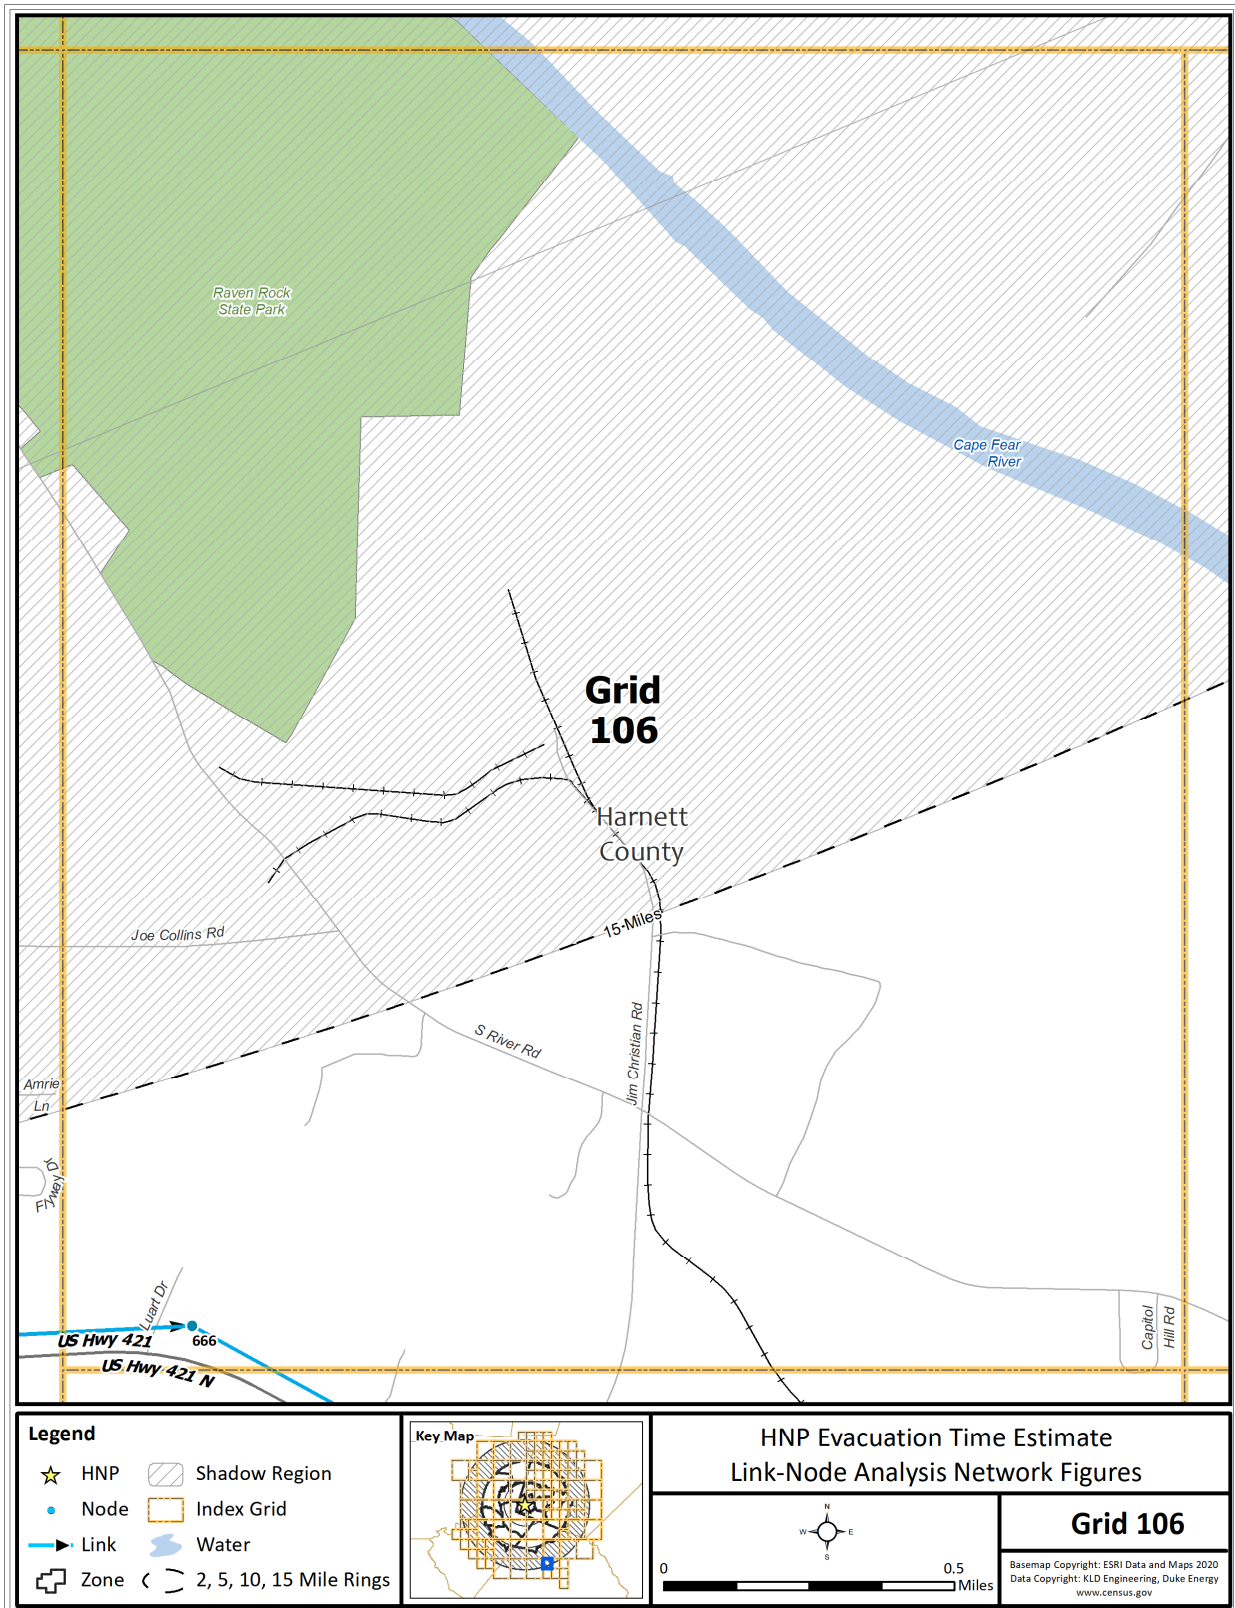 Raven Rock
State Park
Cape Fear
River
Grid
106
Harnett
County
15-Miles
Joe Collins Rd
S River Rd
Jim Christian Rd
Amrie
Ln
Flyway Dr
Luart Dr
666
US Hwy 421
US Hwy 421 N
Capitol
Hill Rd
Legend
HNP
Shadow Region
Node
Index Grid
Link
Water
Zone
2, 5, 10, 15 Mile Rings
Key Map
HNP Evacuation Time Estimate
Link-Node Analysis Network Figures
N
W
E
S
0
0.5
Miles
Grid 106
Basemap Copyright: ESRI Data and Maps 2020
Data Copyright: KLD Engineering, Duke Energy
www.census.gov